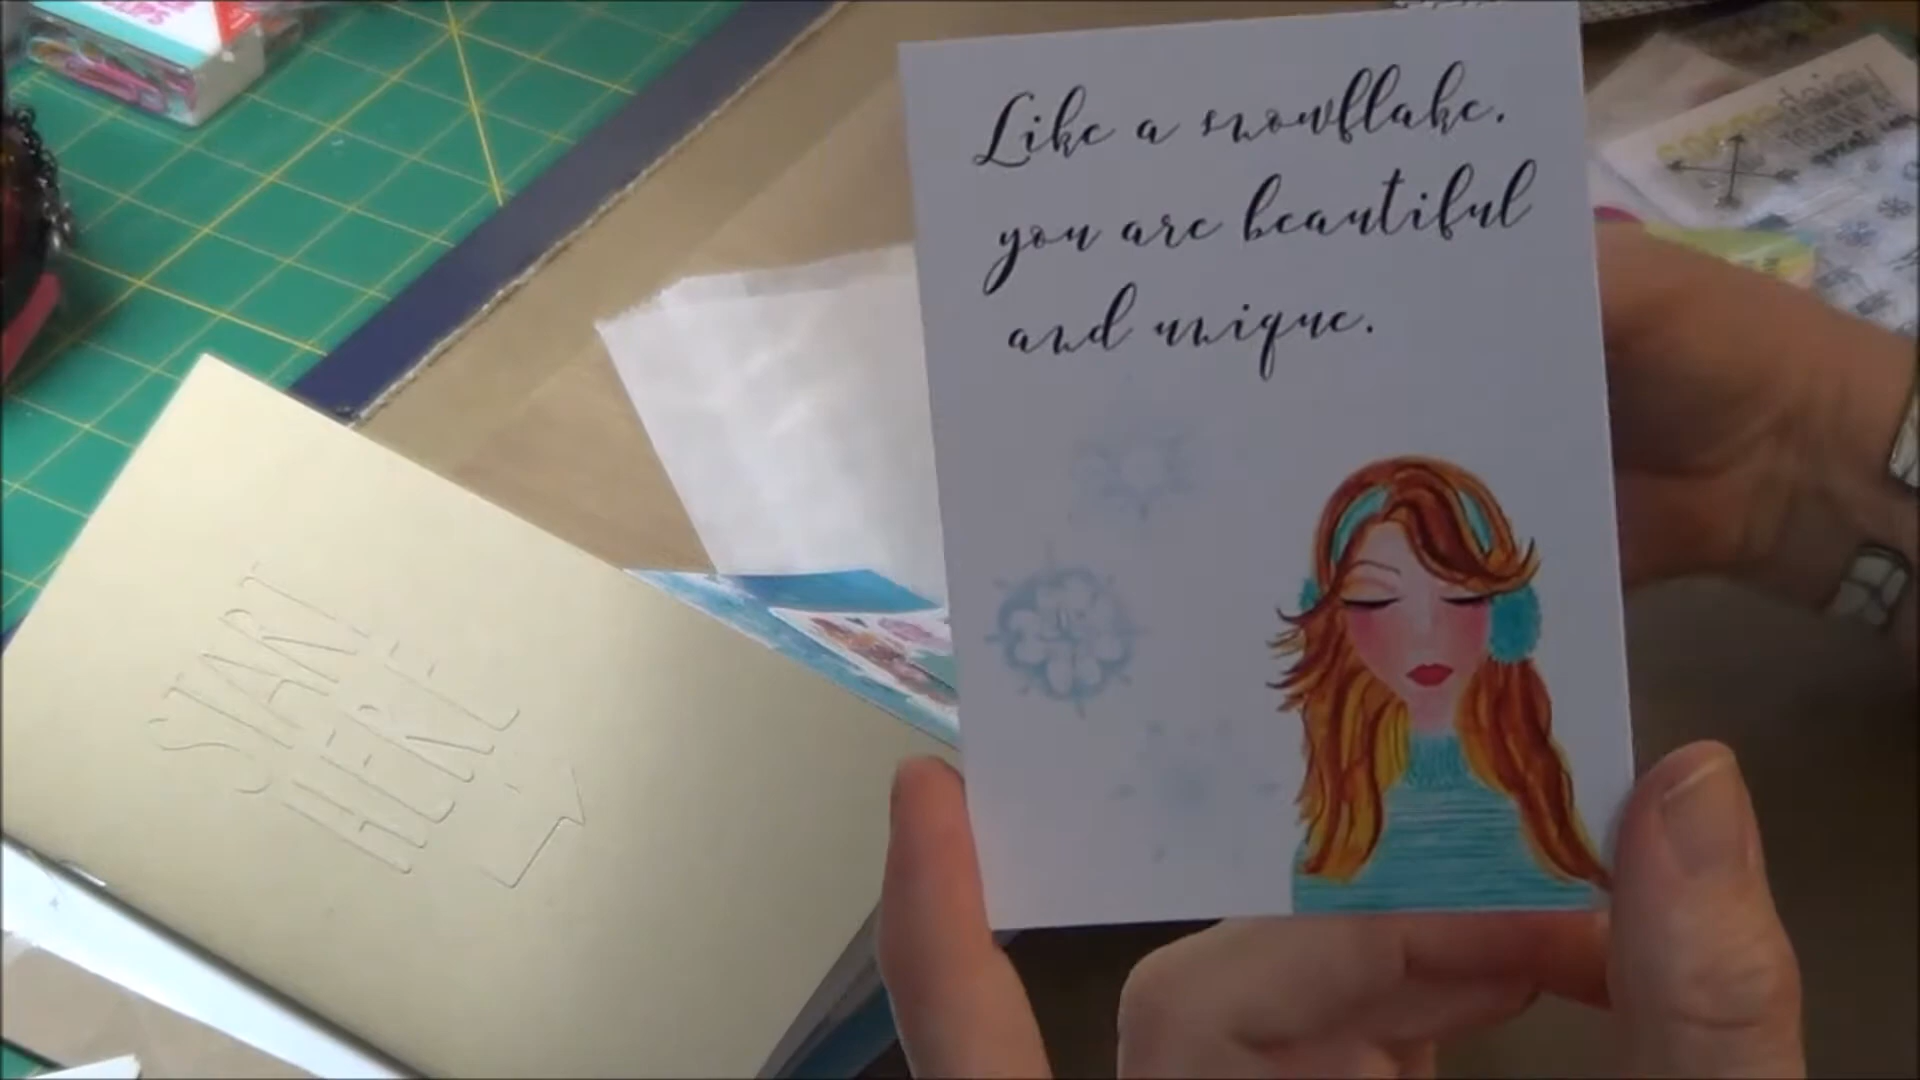 Like a snowflake,
you are beautiful
and unique.
START
HERE